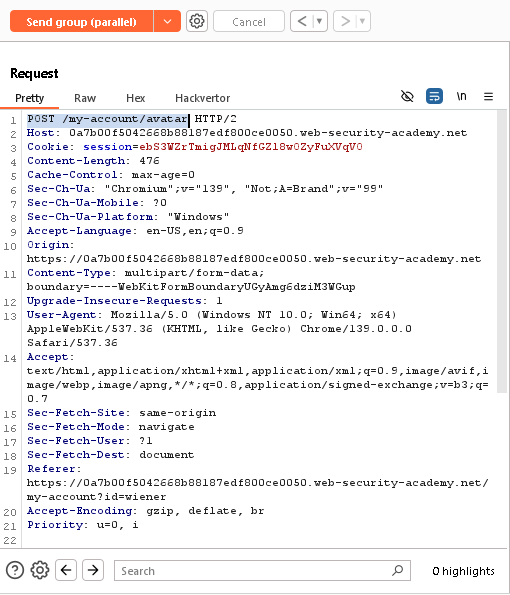 Send group (parallel)
Cancel
Request
Pretty Raw Hex Hackvertor \n
1 POST /my-account/avatar HTTP/2
2 Host: 0a7b00f5042668b88187edf800ce0050.web-security-academy.net
3 Cookie: session=ebS3WZrTmigJMLqNfGZl8w0ZyFuXVqV0
4 Content-Length: 476
5 Cache-Control: max-age=0
6 Sec-Ch-Ua: "Chromium";v="139", "Not;A=Brand";v="99"
7 Sec-Ch-Ua-Mobile: ?0
8 Sec-Ch-Ua-Platform: "Windows"
9 Accept-Language: en-US,en;q=0.9
10 Origin:
https://0a7b00f5042668b88187edf800ce0050.web-security-academy.net
11 Content-Type: multipart/form-data;
boundary=----WebKitFormBoundaryUGyAmg6dziM3WGup
12 Upgrade-Insecure-Requests: 1
13 User-Agent: Mozilla/5.0 (Windows NT 10.0; Win64; x64)
AppleWebKit/537.36 (KHTML, like Gecko) Chrome/139.0.0.0
Safari/537.36
14 Accept:
text/html,application/xhtml+xml,application/xml;q=0.9,image/avif,i
mage/webp,image/apng,*/*;q=0.8,application/signed-exchange;v=b3;q=
0.7
15 Sec-Fetch-Site: same-origin
16 Sec-Fetch-Mode: navigate
17 Sec-Fetch-User: ?1
18 Sec-Fetch-Dest: document
19 Referer:
https://0a7b00f5042668b88187edf800ce0050.web-security-academy.net/
my-account?id=wiener
20 Accept-Encoding: gzip, deflate, br
21 Priority: u=0, i
22
Search
0 highlights